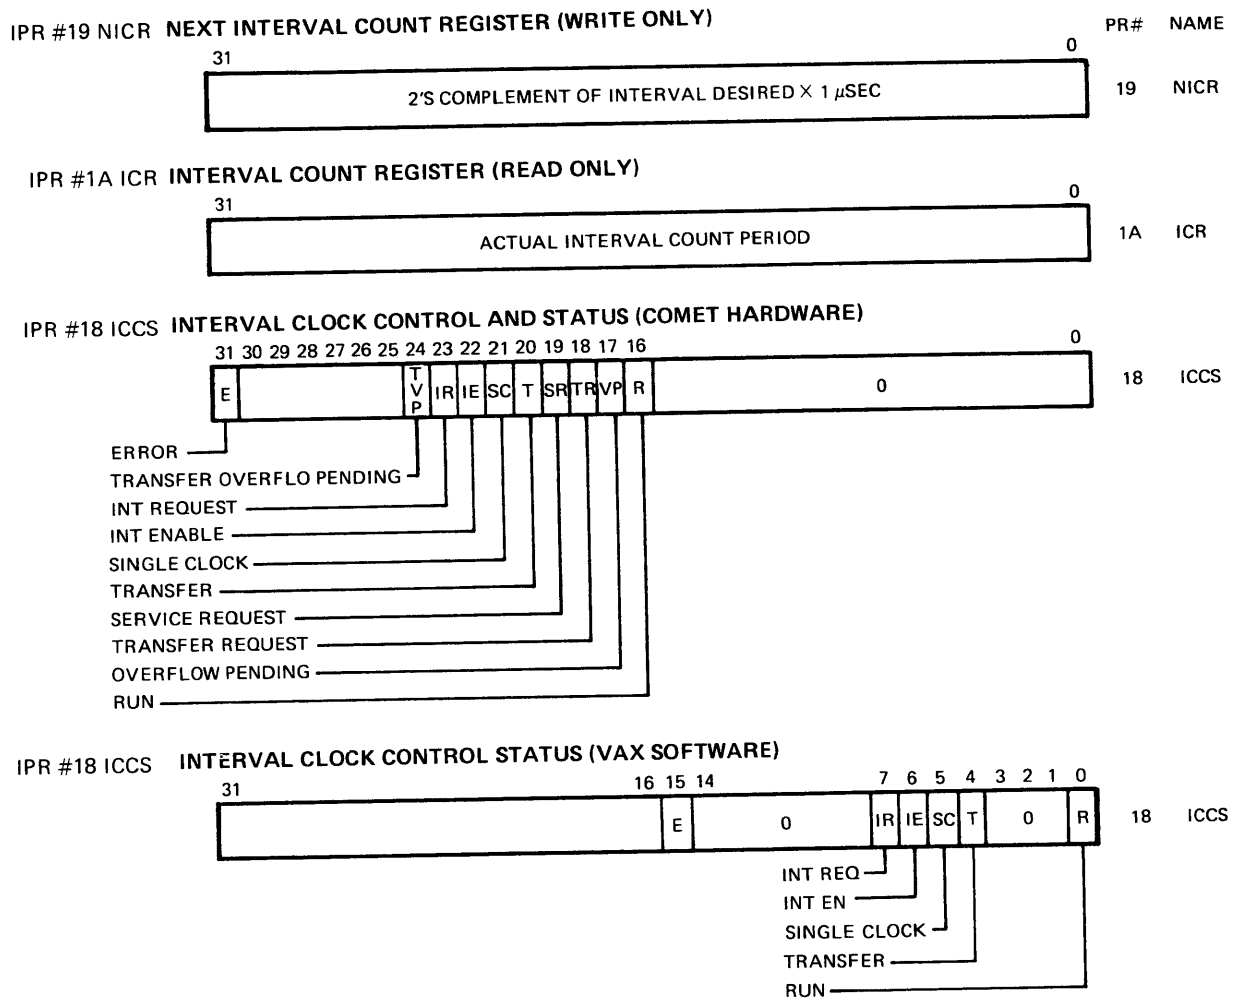 IPR #19 NICR NEXT INTERVAL COUNT REGISTER (WRITE ONLY) PR# NAME
31 0
2'S COMPLEMENT OF INTERVAL DESIRED × 1 µSEC 19 NICR
IPR #1A ICR INTERVAL COUNT REGISTER (READ ONLY)
31 0
ACTUAL INTERVAL COUNT PERIOD 1A ICR
IPR #18 ICCS INTERVAL CLOCK CONTROL AND STATUS (COMET HARDWARE)
31 30 29 28 27 26 25 24 23 22 21 20 19 18 17 16 0
E TVP IR IE SC T SR TR VP R 0 18 ICCS
ERROR
TRANSFER OVERFLO PENDING
INT REQUEST
INT ENABLE
SINGLE CLOCK
TRANSFER
SERVICE REQUEST
TRANSFER REQUEST
OVERFLOW PENDING
RUN
IPR #18 ICCS INTERVAL CLOCK CONTROL STATUS (VAX SOFTWARE)
31 16 15 14 7 6 5 4 3 2 1 0
E 0 IR IE SC T 0 R 18 ICCS
INT REQ
INT EN
SINGLE CLOCK
TRANSFER
RUN